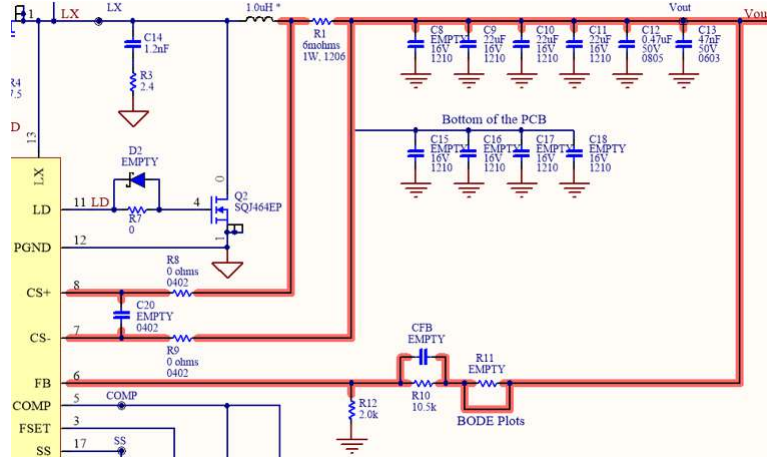 1
LX
LX
1.0uH *
Vout
Vou
C14
1.2nF
R1
6mohms
1W, 1206
C8
EMPTY
16V
1210
C9
22uF
16V
1210
C10
22uF
16V
1210
C11
22uF
16V
1210
C12
0.47uF
50V
0805
C13
47nF
50V
0603
R4
7.5
R3
2.4
D
13
Bottom of the PCB
C15
EMPTY
16V
1210
C16
EMPTY
16V
1210
C17
EMPTY
16V
1210
C18
EMPTY
16V
1210
D2
EMPTY
LX
0
LD
11
LD
R7
0
4
Q2
SQJ464EP
1
PGND
12
R8
0 ohms
0402
CS+
8
C20
EMPTY
0402
CS-
7
R9
0 ohms
0402
CFB
EMPTY
R11
EMPTY
FB
6
R10
10.5k
R12
2.0k
BODE Plots
COMP
5
COMP
FSET
3
SS
17
SS